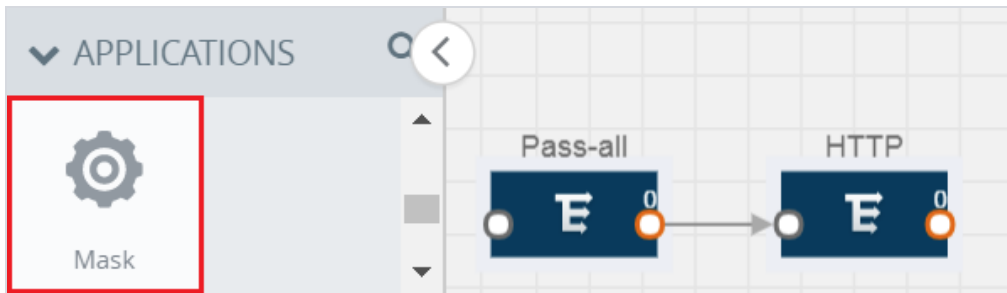 APPLICATIONS
Mask
Pass-all
HTTP
0
0